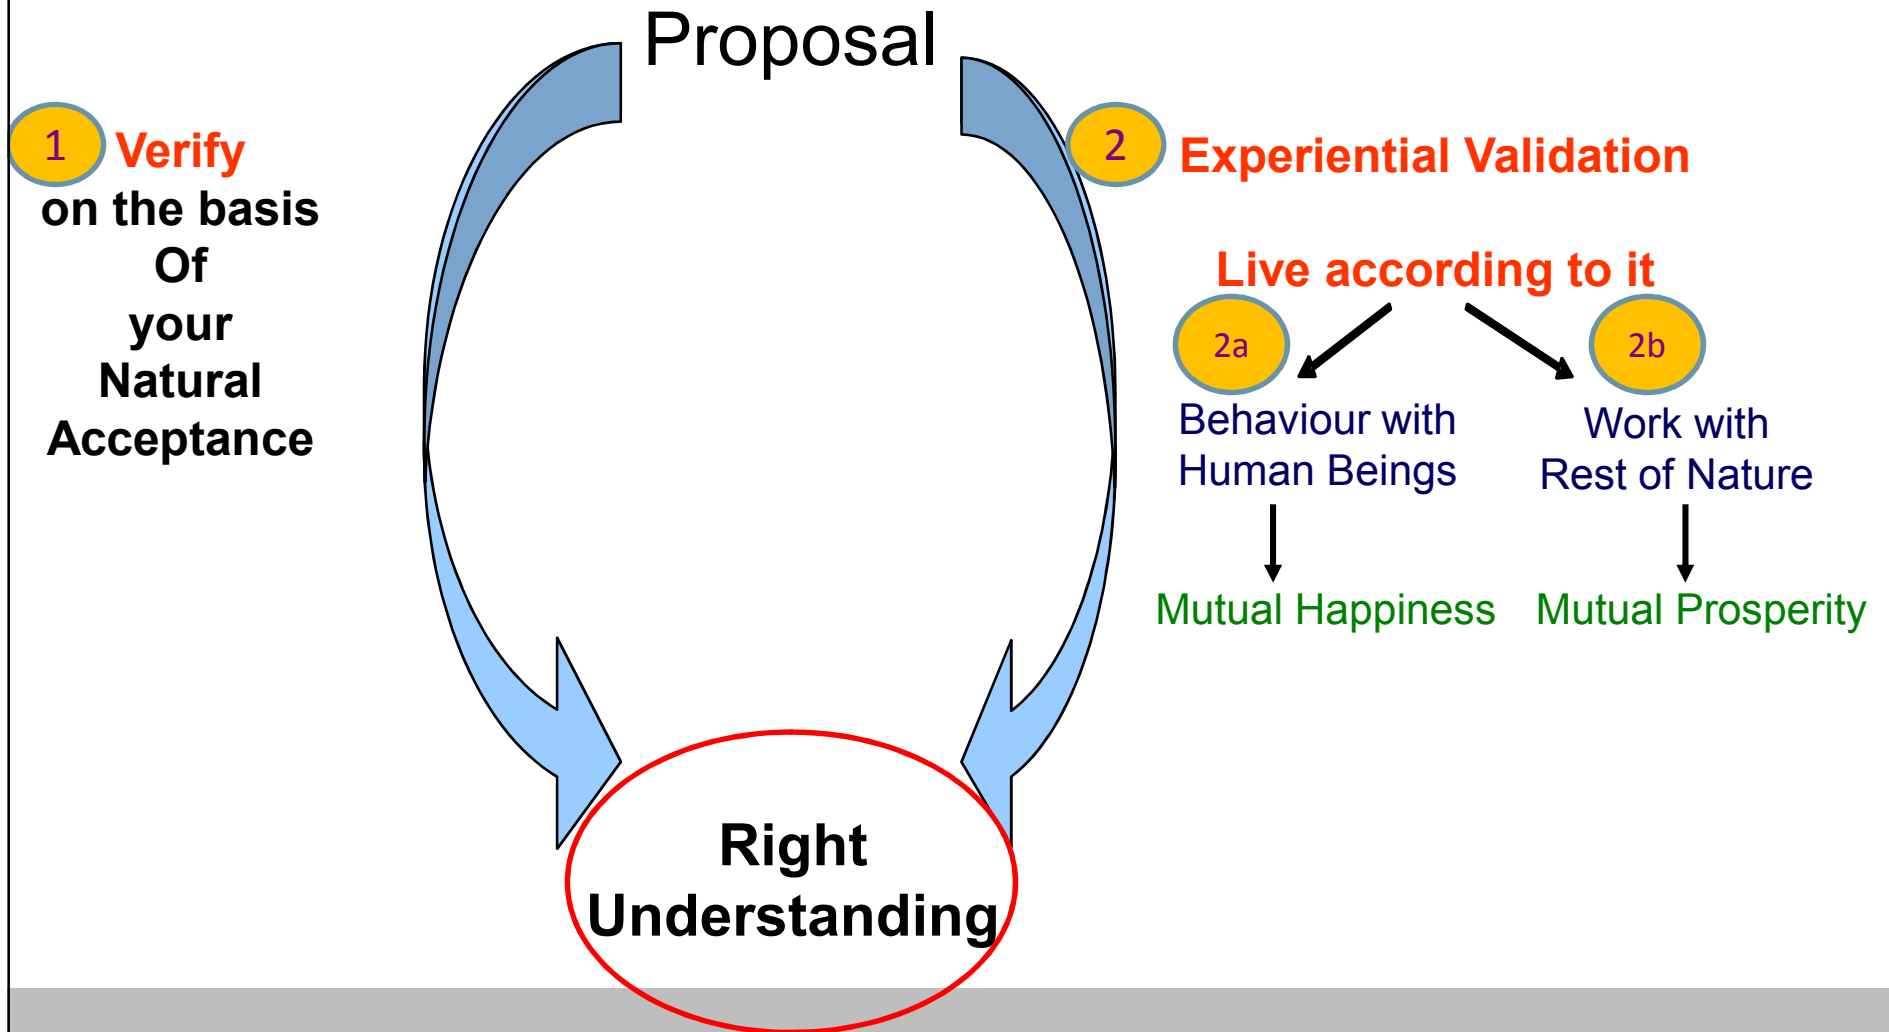 Proposal
1 Verify
on the basis
Of
your
Natural
Acceptance
2 Experiential Validation
Live according to it
2a
Behaviour with
Human Beings
Mutual Happiness
2b
Work with
Rest of Nature
Mutual Prosperity
Right
Understanding